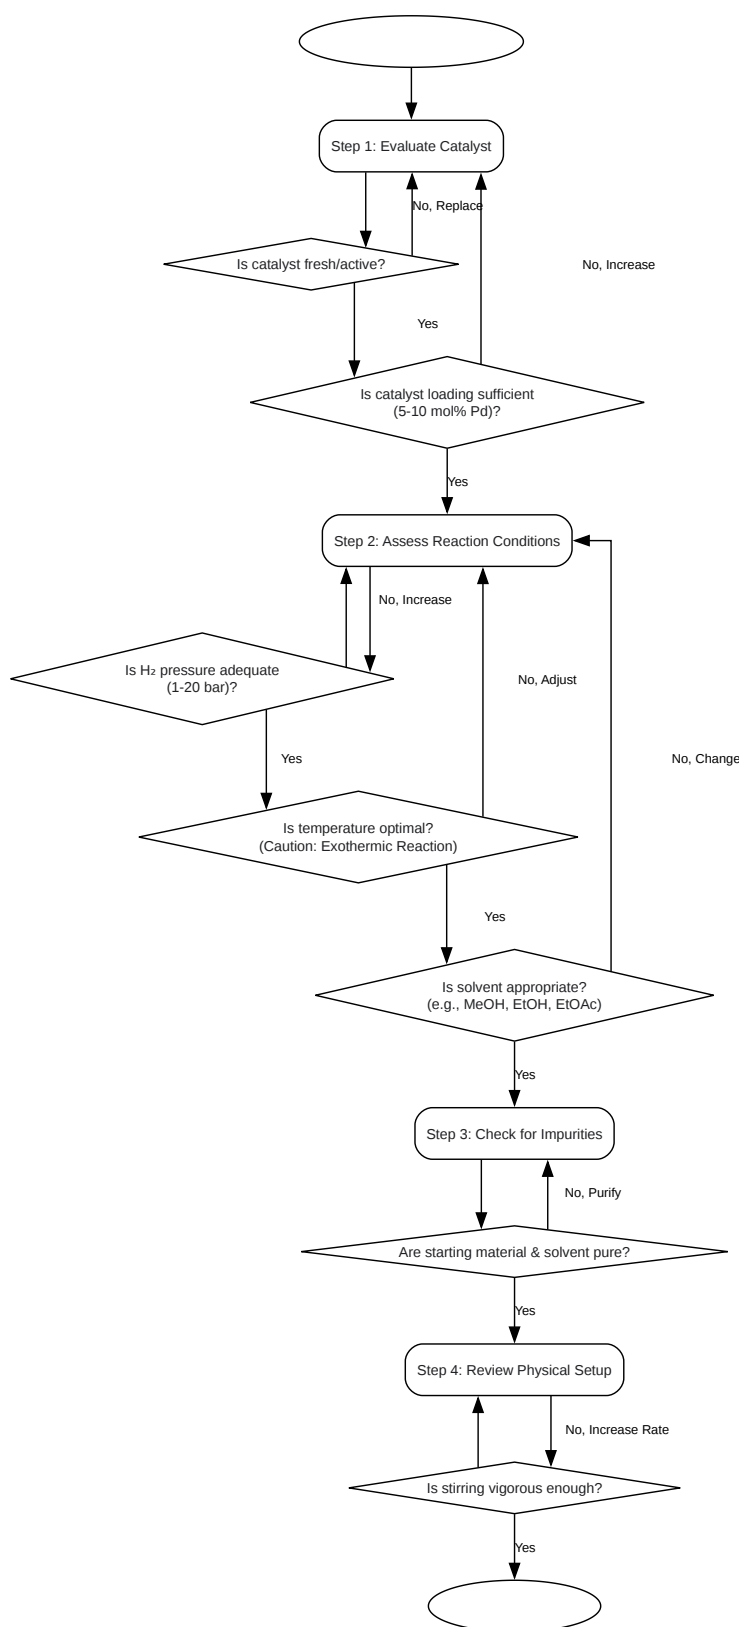 Step 1: Evaluate Catalyst
No, Replace
Is catalyst fresh/active?
No, Increase
Yes
Is catalyst loading sufficient
(5-10 mol% Pd)?
Yes
Step 2: Assess Reaction Conditions
No, Increase
Is H₂ pressure adequate
(1-20 bar)?
No, Adjust
Yes
No, Change
Is temperature optimal?
(Caution: Exothermic Reaction)
Yes
Is solvent appropriate?
(e.g., MeOH, EtOH, EtOAc)
Yes
Step 3: Check for Impurities
No, Purify
Are starting material & solvent pure?
Yes
Step 4: Review Physical Setup
No, Increase Rate
Is stirring vigorous enough?
Yes